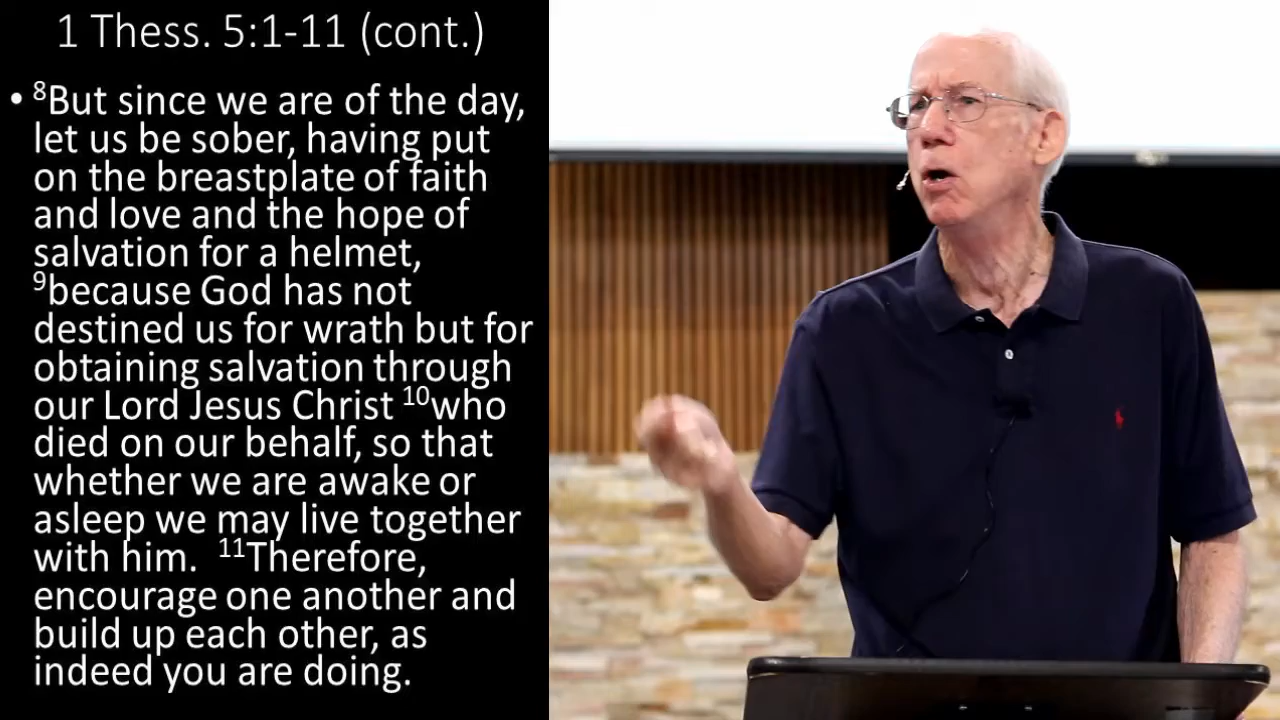 1 Thess. 5:1-11 (cont.)
• ⁸But since we are of the day,
let us be sober, having put
on the breastplate of faith
and love and the hope of
salvation for a helmet,
⁹because God has not
destined us for wrath but for
obtaining salvation through
our Lord Jesus Christ ¹⁰who
died on our behalf, so that
whether we are awake or
asleep we may live together
with him. ¹¹Therefore,
encourage one another and
build up each other, as
indeed you are doing.